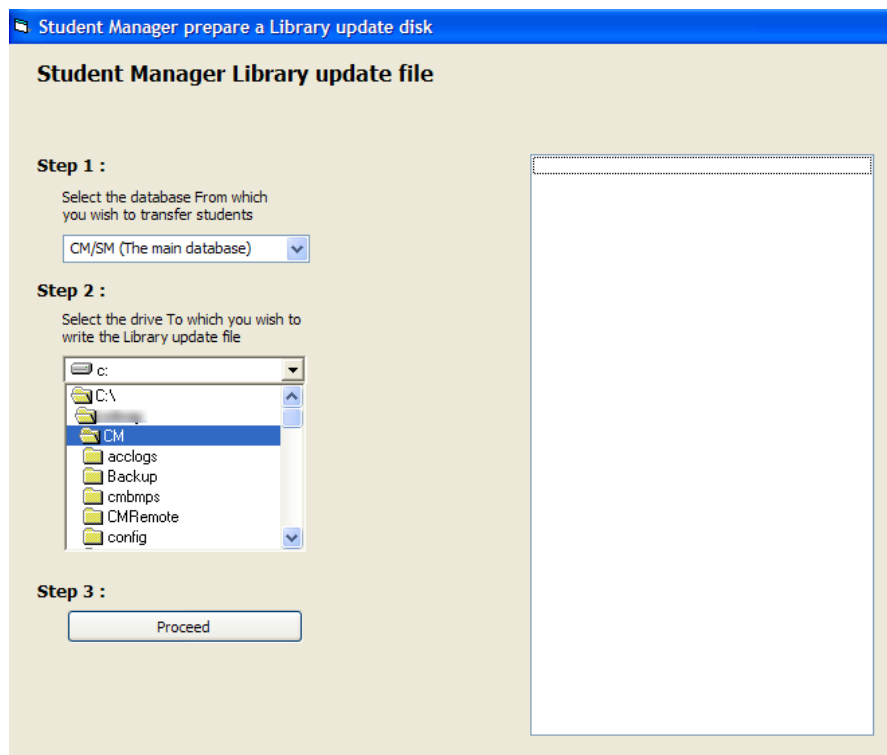 Student Manager prepare a Library update disk
Student Manager Library update file
Step 1 :
Select the database From which
you wish to transfer students
CM/SM (The main database)
Step 2 :
Select the drive To which you wish to
write the Library update file
c:
C:\
CM
acclogs
Backup
cmbmps
CMRemote
config
Step 3 :
Proceed